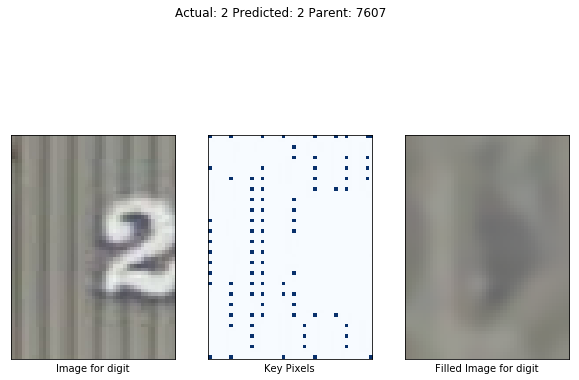 Actual: 2 Predicted: 2 Parent: 7607
2
Image for digit
Key Pixels
Filled Image for digit